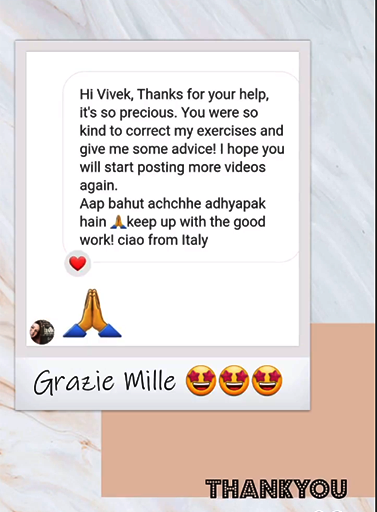 Hi Vivek, Thanks for your help,
it's so precious. You were so
kind to correct my exercises and
give me some advice! I hope you
will start posting more videos
again.
Aap bahut achchhe adhyapak
hain 🙏keep up with the good
work! ciao from Italy
Grazie Mille 🤩🤩🤩
THANKYOU